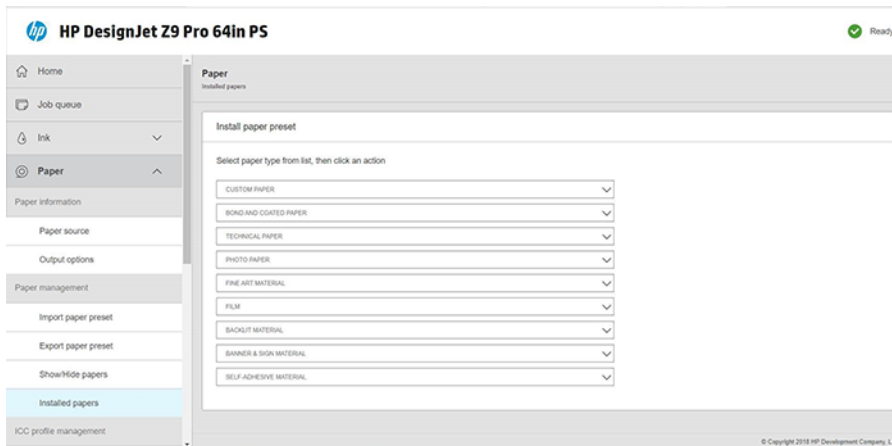 hp HP DesignJet Z9 Pro 64in PS
Ready
Home
Job queue
Ink
Paper
Paper information
Paper source
Output options
Paper management
Import paper preset
Export paper preset
Show/Hide papers
Installed papers
ICC profile management
Paper
Installed papers
Install paper preset
Select paper type from list, then click an action
CUSTOM PAPER
BOND AND COATED PAPER
TECHNICAL PAPER
PHOTO PAPER
FINE ART MATERIAL
FILM
BACKLIT MATERIAL
BANNER & SIGN MATERIAL
SELF-ADHESIVE MATERIAL
© Copyright 2018 HP Development Company, L